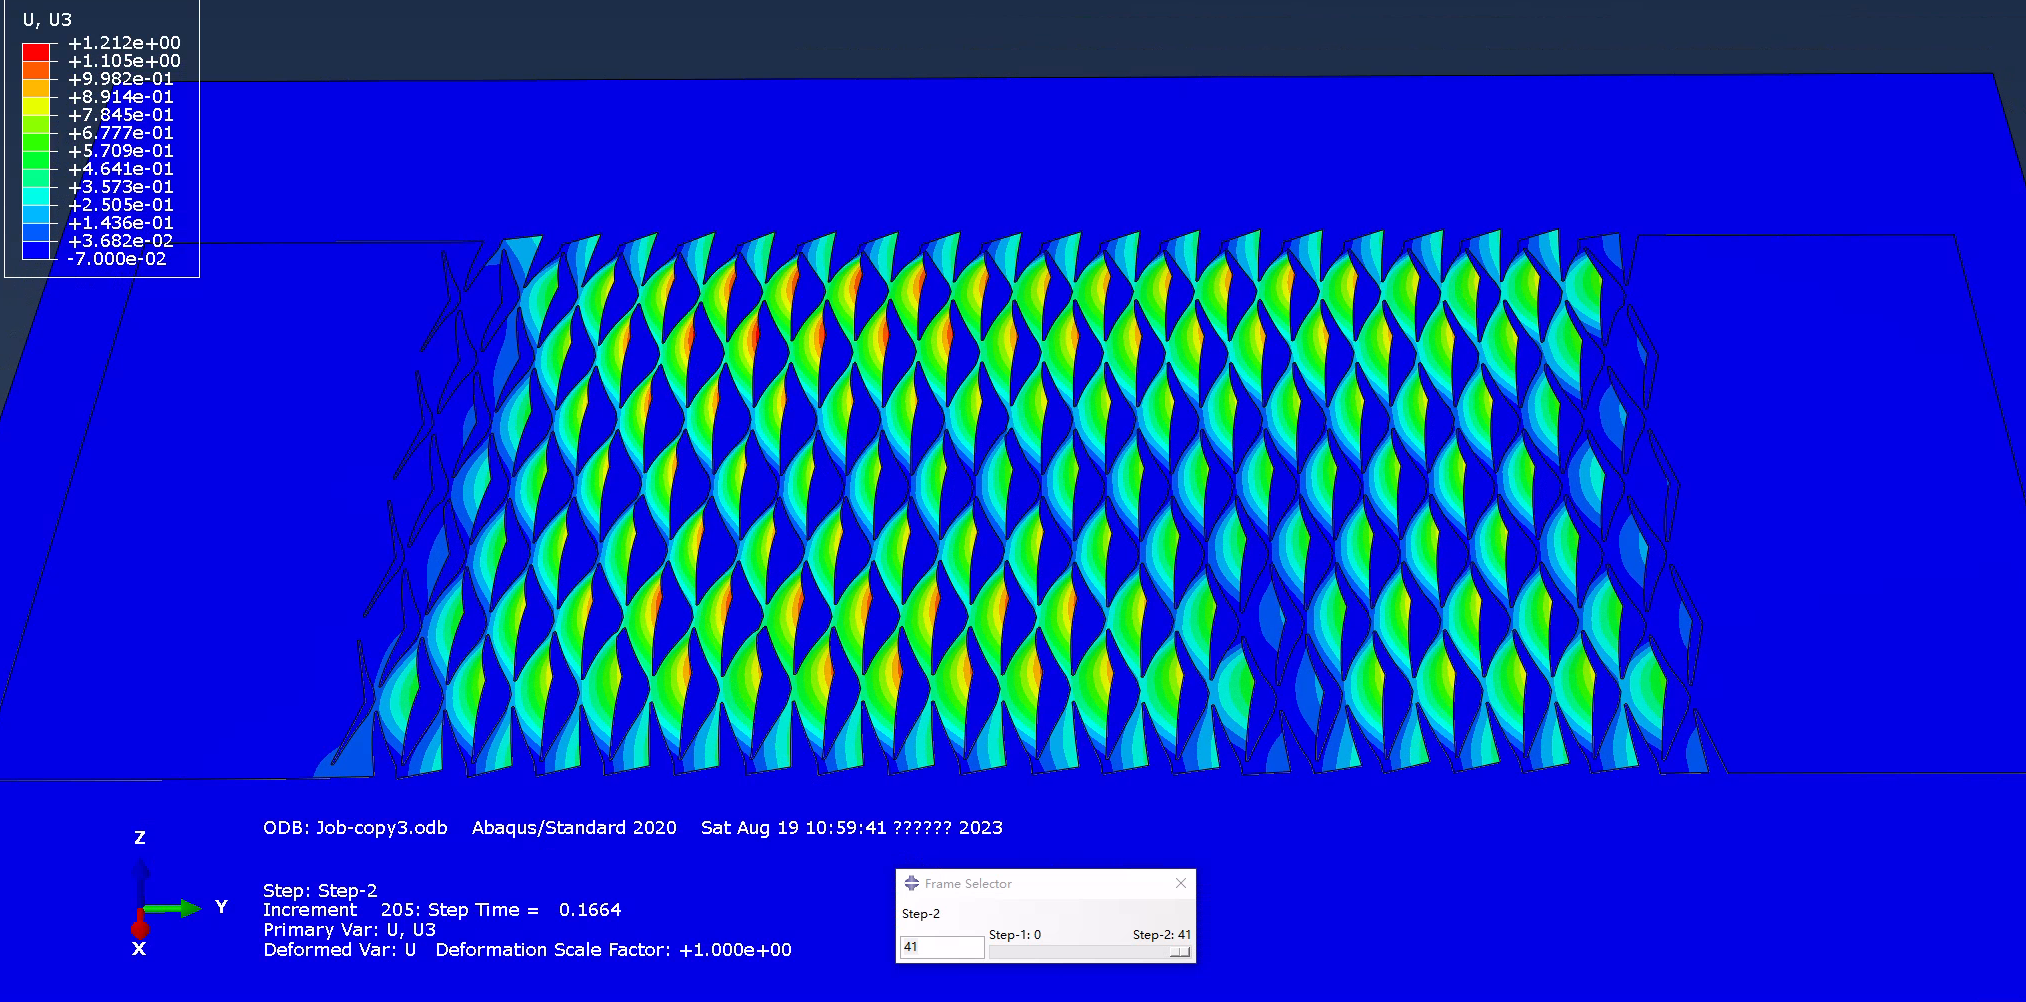 U, U3
+1.212e+00
+1.105e+00
+9.982e-01
+8.914e-01
+7.845e-01
+6.777e-01
+5.709e-01
+4.641e-01
+3.573e-01
+2.505e-01
+1.436e-01
+3.682e-02
-7.000e-02
Z
Y
X
ODB: Job-copy3.odb Abaqus/Standard 2020 Sat Aug 19 10:59:41 ?????? 2023
Step: Step-2
Increment 205: Step Time = 0.1664
Primary Var: U, U3
Deformed Var: U Deformation Scale Factor: +1.000e+00
Frame Selector
Step-2
Step-1: 0 Step-2: 41
41